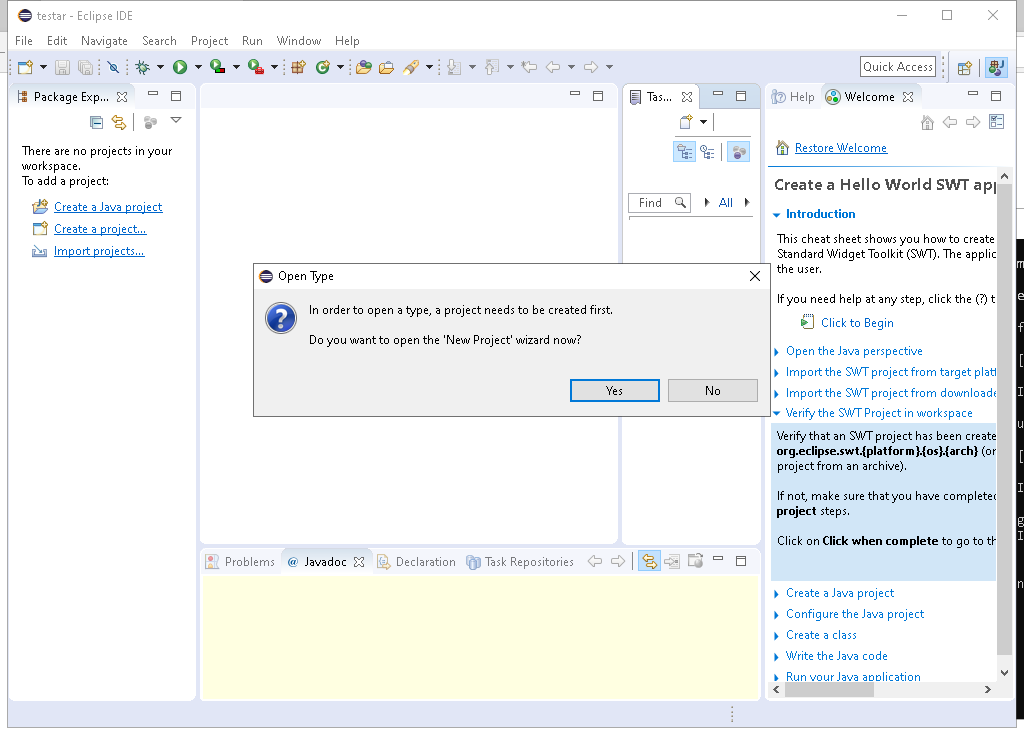 testar - Eclipse IDE
File Edit Navigate Search Project Run Window Help
Quick Access
Package Exp...
There are no projects in your
workspace.
To add a project:
Create a Java project
Create a project...
Import projects...
Tas...
Find
All
Help Welcome
Restore Welcome
Create a Hello World SWT app
Introduction
This cheat sheet shows you how to create
Standard Widget Toolkit (SWT). The applic
the user.
If you need help at any step, click the (?) t
Click to Begin
Open the Java perspective
Import the SWT project from target platf
Import the SWT project from downloade
Verify the SWT Project in workspace
Verify that an SWT project has been create
org.eclipse.swt.{platform}.{os}.{arch} (or
project from an archive).
If not, make sure that you have completed
project steps.
Click on Click when complete to go to th
Create a Java project
Configure the Java project
Create a class
Write the Java code
Run your Java application
Open Type
In order to open a type, a project needs to be created first.
Do you want to open the 'New Project' wizard now?
Yes No
Problems @ Javadoc Declaration Task Repositories